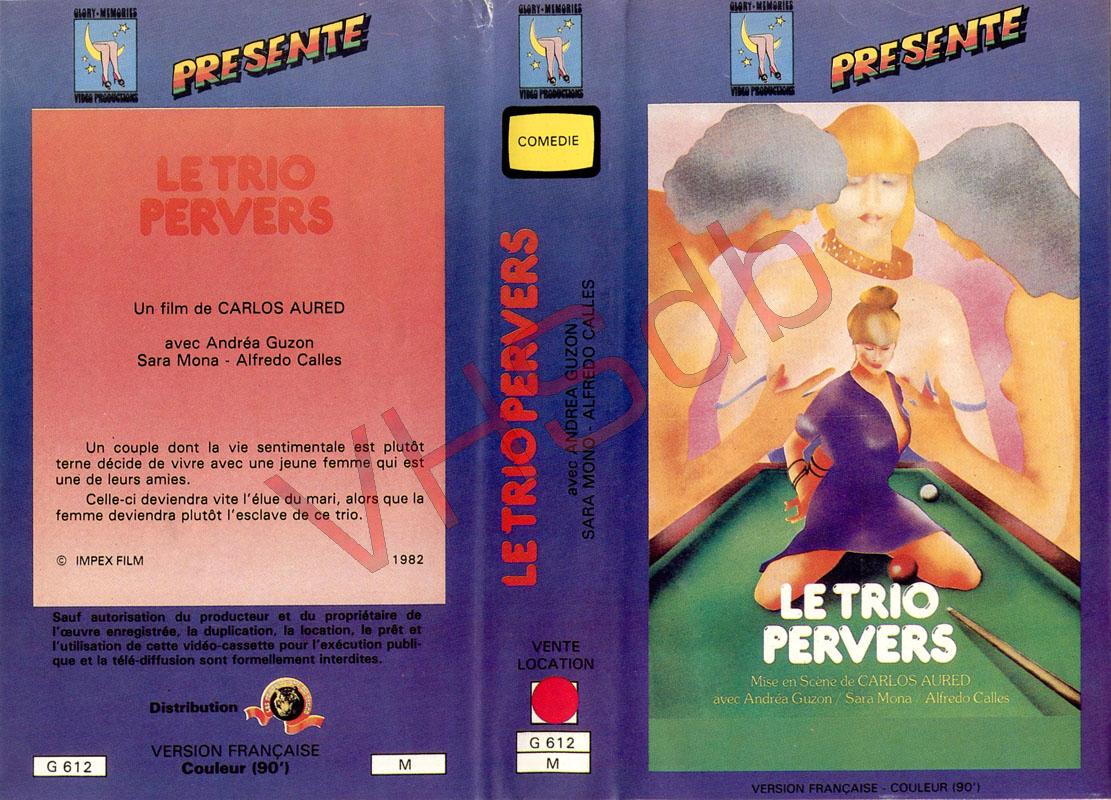 GLORY-MEMORIES
VIDEO PRODUCTIONS
PRESENTE
LE TRIO
PERVERS
Un film de CARLOS AURED
avec Andréa Guzon
Sara Mona - Alfredo Calles
Un couple dont la vie sentimentale est plutôt
terne décide de vivre avec une jeune femme qui est
une de leurs amies.
Celle-ci deviendra vite l'élue du mari, alors que la
femme deviendra plutôt l'esclave de ce trio.
© IMPEX FILM 1982
Sauf autorisation du producteur et du propriétaire de
l'œuvre enregistrée, la duplication, la location, le prêt et
l'utilisation de cette vidéo-cassette pour l'exécution publi-
que et la télé-diffusion sont formellement interdites.
Distribution
VERSION FRANÇAISE
Couleur (90')
G 612
M
GLORY-MEMORIES
VIDEO PRODUCTIONS
COMEDIE
LE TRIO PERVERS
avec ANDREA GUZON
SARA MONO - ALFREDO CALLES
VENTE
LOCATION
G 612
M
GLORY-MEMORIES
VIDEO PRODUCTIONS
PRESENTE
LE TRIO
PERVERS
Mise en Scène de CARLOS AURED
avec Andréa Guzon / Sara Mona / Alfredo Calles
VERSION FRANÇAISE - COULEUR (90')
VHSdb